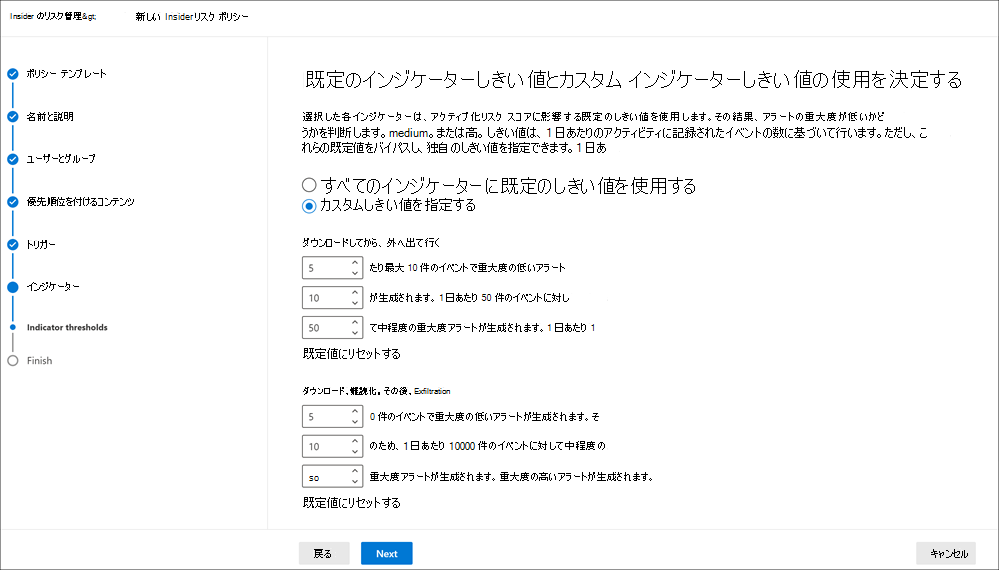 Insider のリスク管理&gt; 新しい Insiderリスク ポリシー
ポリシー テンプレート
名前と説明
ユーザーとグループ
優先順位を付けるコンテンツ
トリガー
インジケーター
Indicator thresholds
Finish
既定のインジケーターしきい値とカスタム インジケーターしきい値の使用を決定する
選択した各インジケーターは、アクティブ化リスク スコアに影響する既定のしきい値を使用します。その結果、アラートの重大度が低いかど
うかを判断します。medium。または高。しきい値は、1 日あたりのアクティビティに記録されたイベントの数に基づいて行います。ただし、こ
れらの既定値をバイパスし、独自のしきい値を指定できます。1 日あ
すべてのインジケーターに既定のしきい値を使用する
カスタムしきい値を指定する
ダウンロードしてから、外へ出て行く
5 たり最大 10 件のイベントで重大度の低いアラート
10 が生成されます。1日あたり 50 件のイベントに対し
50 て中程度の重大度アラートが生成されます。1日あたり 1
既定値にリセットする
ダウンロード、難読化。その後、Exfiltration
5 0 件のイベントで重大度の低いアラートが生成されます。そ
10 のため、1日あたり 10000 件のイベントに対して中程度の
so 重大度アラートが生成されます。重大度の高いアラートが生成されます。
既定値にリセットする
戻る Next キャンセル